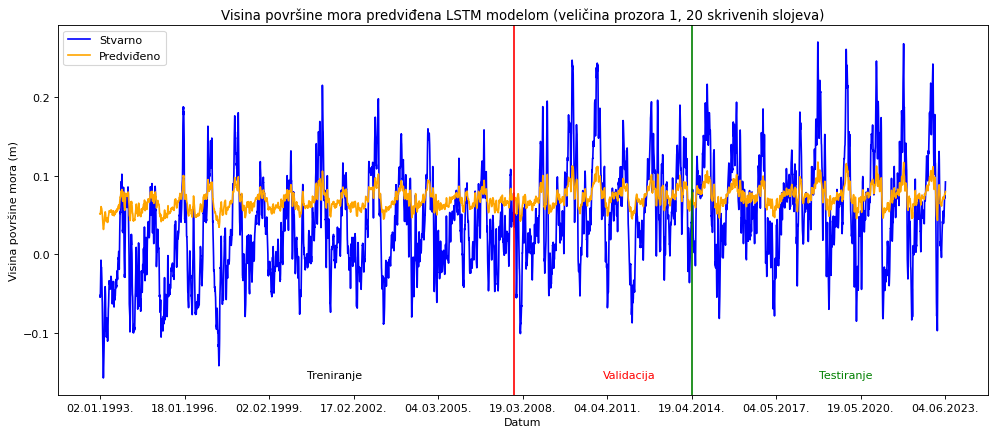 Visina površine mora predviđena LSTM modelom (veličina prozora 1, 20 skrivenih slojeva)
Stvarno
Predviđeno
Visina površine mora (m)
0.2
0.1
0.0
−0.1
Treniranje
Validacija
Testiranje
02.01.1993.
18.01.1996.
02.02.1999.
17.02.2002.
04.03.2005.
19.03.2008.
04.04.2011.
19.04.2014.
04.05.2017.
19.05.2020.
04.06.2023.
Datum